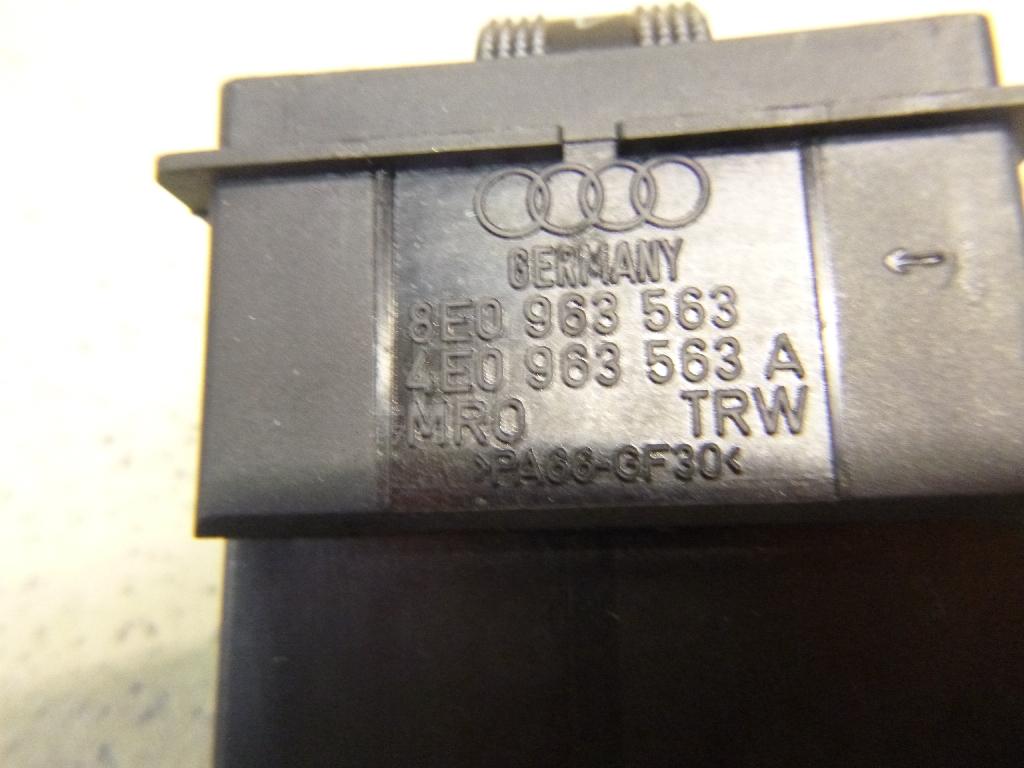 GERMANY
8E0 963 563
4E0 963 563 A
MRO TRW
>PA66-GF30<